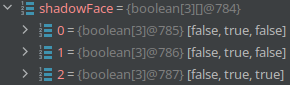 shadowFace = {boolean[3][]@784}
0 = {boolean[3]@785} [false, true, false]
1 = {boolean[3]@786} [false, true, false]
2 = {boolean[3]@787} [false, true, true]